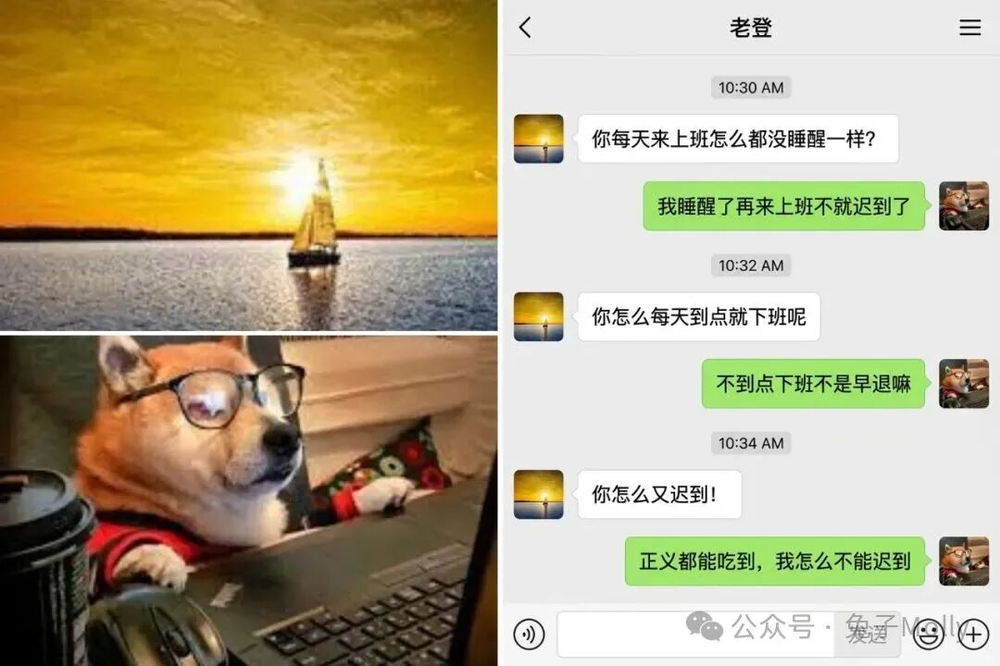 老登
10:30 AM
你每天来上班怎么都没睡醒一样?
我睡醒了再来上班不就迟到了
10:32 AM
你怎么每天到点就下班呢
不到点下班不是早退嘛
10:34 AM
你怎么又迟到!
正义都能吃到，我怎么不能迟到
发送
公众号·兔子Molly